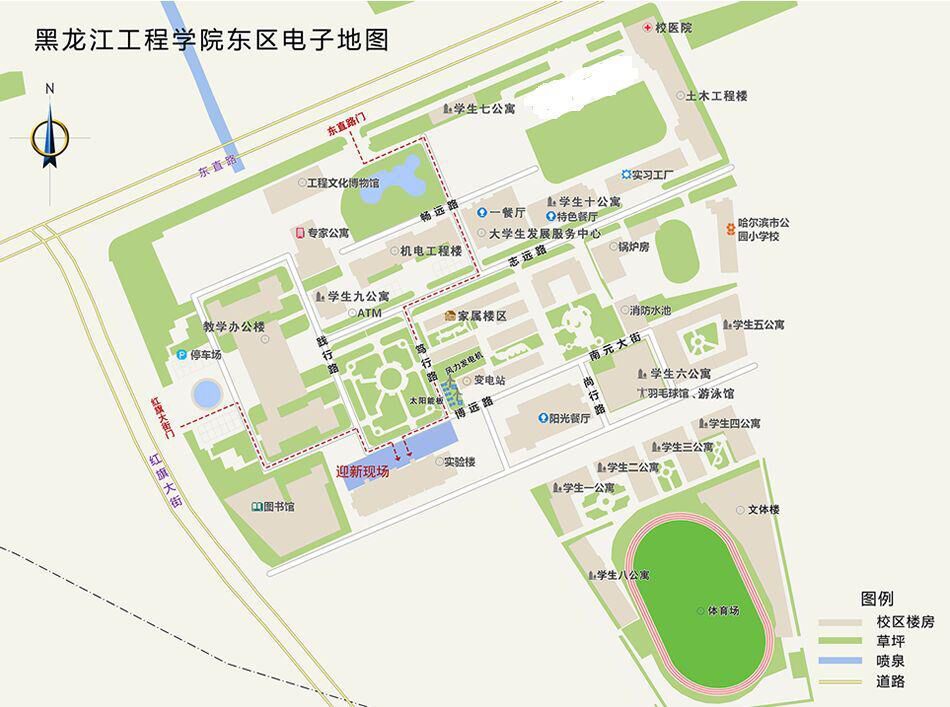 黑龙江工程学院东区电子地图
N
校医院
土木工程楼
学生七公寓
东直路门
东直路
工程文化博物馆
实习工厂
畅远路
一餐厅
学生十公寓
特色餐厅
大学生发展服务中心
哈尔滨市公
园小学校
专家公寓
机电工程楼
志远路
锅炉房
学生九公寓
ATM
家属楼区
消防水池
教学办公楼
践行路
笃行路
风力发电机
南元大街
学生五公寓
停车场
变电站
太阳能板
博远路
尚行路
学生六公寓
羽毛球馆、游泳馆
红旗大街门
阳光餐厅
学生四公寓
红旗大街
迎新现场
实验楼
学生三公寓
学生二公寓
学生一公寓
图书馆
文体楼
学生八公寓
体育场
图例
校区楼房
草坪
喷泉
道路